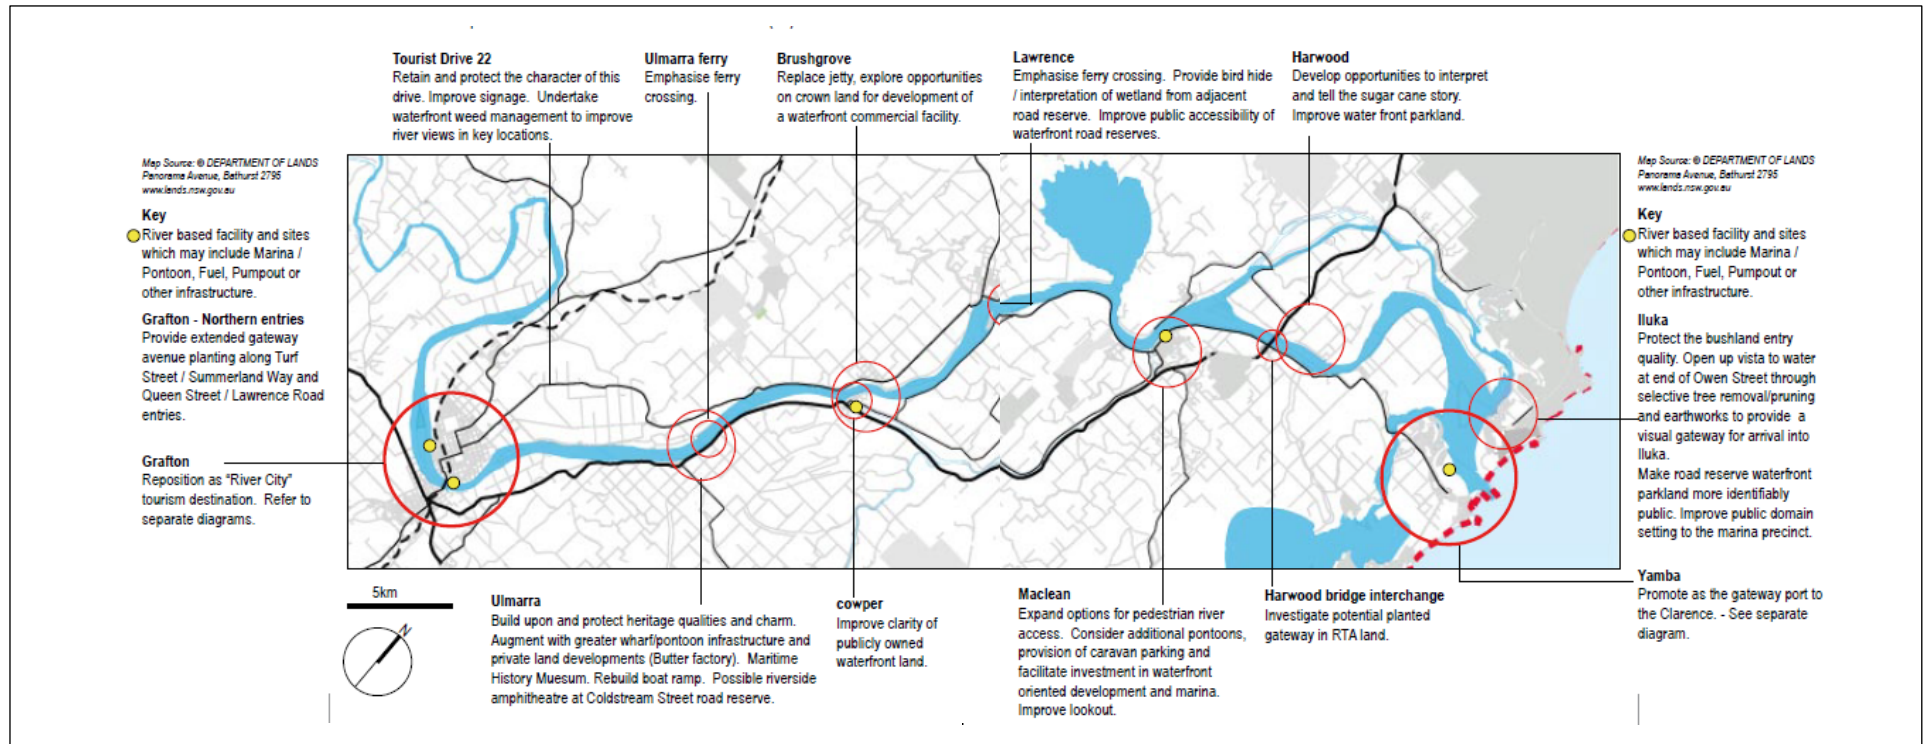 Tourist Drive 22
Retain and protect the character of this
drive. Improve signage. Undertake
waterfront weed management to improve
river views in key locations.
Ulmarra ferry
Emphasise ferry
crossing.
Brushgrove
Replace jetty, explore opportunities
on crown land for development of
a waterfront commercial facility.
Lawrence
Emphasise ferry crossing. Provide bird hide
/ interpretation of wetland from adjacent
road reserve. Improve public accessibility of
waterfront road reserves.
Harwood
Develop opportunities to interpret
and tell the sugar cane story.
Improve water front parkland.
Map Source: © DEPARTMENT OF LANDS
Panorama Avenue, Bathurst 2795
www.lands.nsw.gov.au
Key
River based facility and sites
which may include Marina /
Pontoon, Fuel, Pumpout or
other infrastructure.
Grafton - Northern entries
Provide extended gateway
avenue planting along Turf
Street / Summerland Way and
Queen Street / Lawrence Road
entries.
Grafton
Reposition as “River City”
tourism destination. Refer to
separate diagrams.
Map Source: © DEPARTMENT OF LANDS
Panorama Avenue, Bathurst 2795
www.lands.nsw.gov.au
Key
River based facility and sites
which may include Marina /
Pontoon, Fuel, Pumpout or
other infrastructure.
Iluka
Protect the bushland entry
quality. Open up vista to water
at end of Owen Street through
selective tree removal/pruning
and earthworks to provide a
visual gateway for arrival into
Iluka.
Make road reserve waterfront
parkland more identifiably
public. Improve public domain
setting to the marina precinct.
Yamba
Promote as the gateway port to
the Clarence. - See separate
diagram.
5km
N
Ulmarra
Build upon and protect heritage qualities and charm.
Augment with greater wharf/pontoon infrastructure and
private land developments (Butter factory). Maritime
History Muesum. Rebuild boat ramp. Possible riverside
amphitheatre at Coldstream Street road reserve.
cowper
Improve clarity of
publicly owned
waterfront land.
Maclean
Expand options for pedestrian river
access. Consider additional pontoons,
provision of caravan parking and
facilitate investment in waterfront
oriented development and marina.
Improve lookout.
Harwood bridge interchange
Investigate potential planted
gateway in RTA land.